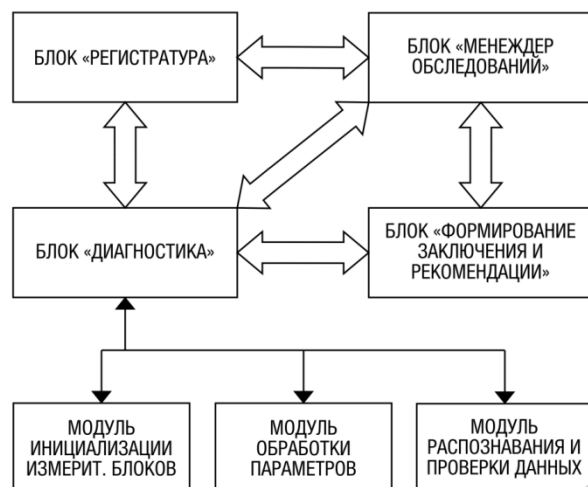 БЛОК «РЕГИСТРАТУРА»
БЛОК «МЕНЕЖДЕР
ОБСЛЕДОВАНИЙ»
БЛОК «ДИАГНОСТИКА»
БЛОК «ФОРМИРОВАНИЕ
ЗАКЛЮЧЕНИЯ И
РЕКОМЕНДАЦИИ»
МОДУЛЬ
ИНИЦИАЛИЗАЦИИ
ИЗМЕРИТ. БЛОКОВ
МОДУЛЬ
ОБРАБОТКИ
ПАРАМЕТРОВ
МОДУЛЬ
РАСПОЗНАВАНИЯ И
ПРОВЕРКИ ДАННЫХ